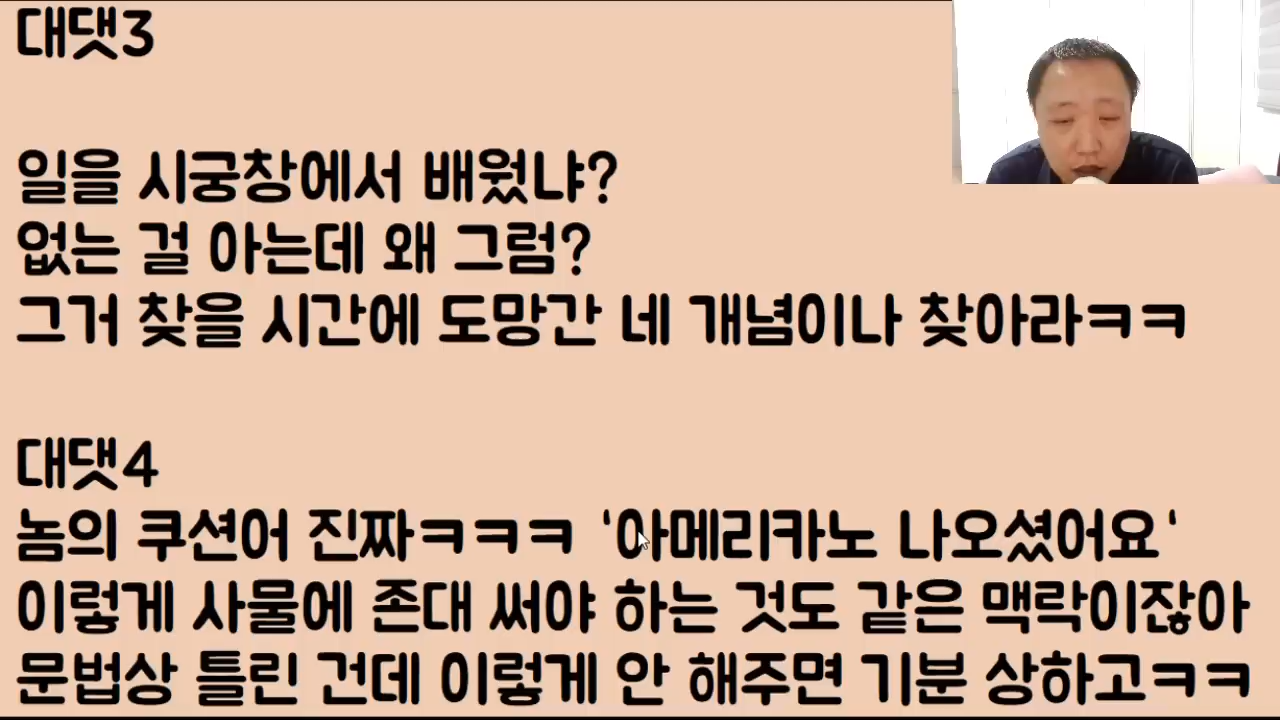 대댓3
일을 시궁창에서 배웠냐?
없는 걸 아는데 왜 그럼?
그거 찾을 시간에 도망간 네 개념이나 찾아라ㅋㅋ
대댓4
놈의 쿠션어 진짜ㅋㅋㅋ '아메리카노 나오셨어요'
이렇게 사물에 존대 써야 하는 것도 같은 맥락이잖아
문법상 틀린 건데 이렇게 안 해주면 기분 상하고ㅋㅋ